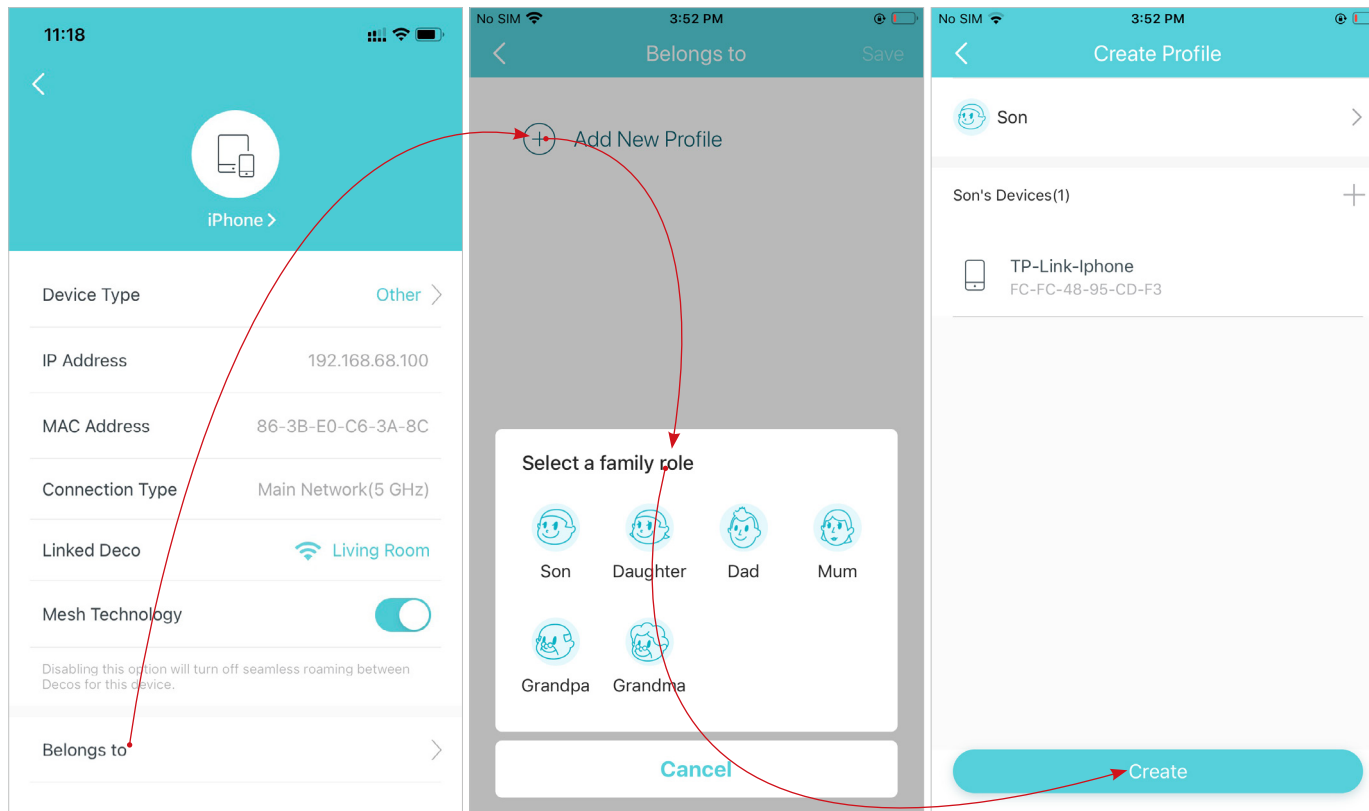 11:18
iPhone >
Device Type
Other >
IP Address
192.168.68.100
MAC Address
86-3B-E0-C6-3A-8C
Connection Type
Main Network(5 GHz)
Linked Deco
Living Room
Mesh Technology
Disabling this option will turn off seamless roaming between
Decos for this device.
Belongs to
No SIM
3:52 PM
Belongs to
Save
Add New Profile
Select a family role
Son
Daughter
Dad
Mum
Grandpa
Grandma
Cancel
No SIM
3:52 PM
Create Profile
Son
Son's Devices(1)
TP-Link-Iphone
FC-FC-48-95-CD-F3
Create